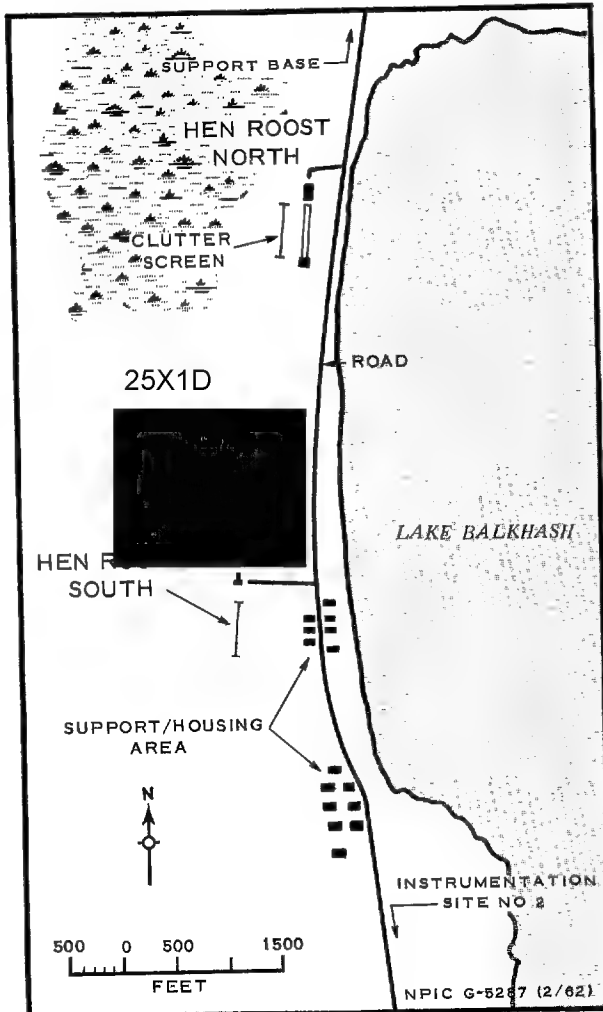 SUPPORT BASE
HEN ROOST
NORTH
CLUTTER
SCREEN
ROAD
25X1D
LAKE BALKHASH
HEN
SOUTH
SUPPORT/HOUSING
AREA
N
INSTRUMENTATION
SITE NO 2
500 0 500 1500
FEET
NPIC G-5287 (2/62)